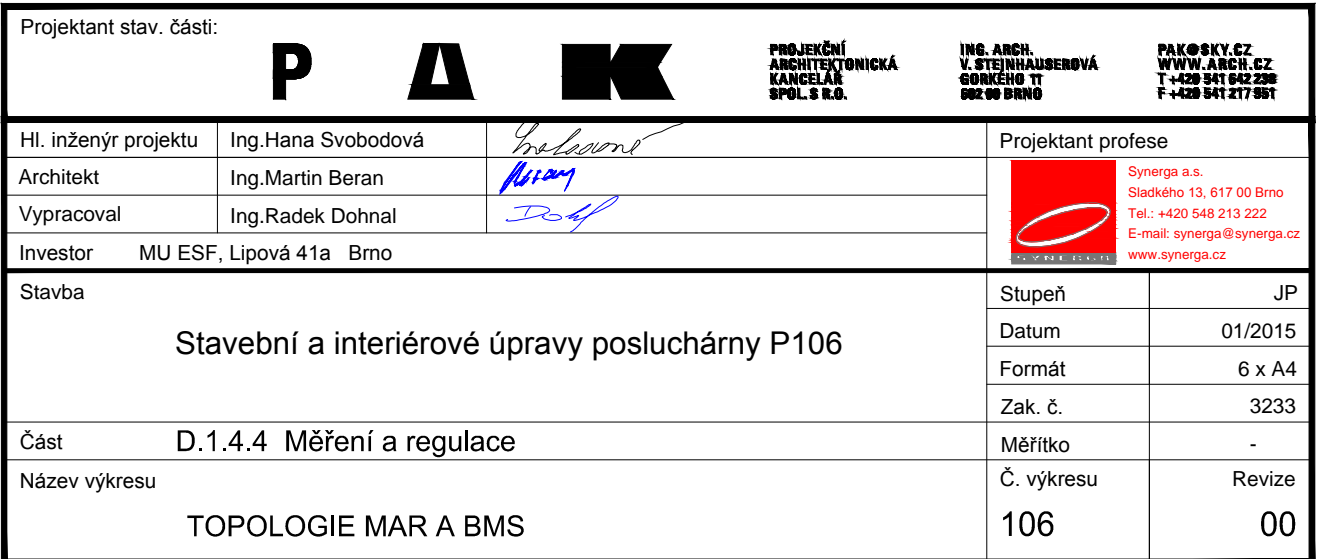 Projektant stav. části:
P A K
PROJEKČNÍ
ARCHITEKTONICKÁ
KANCELÁŘ
SPOL. S R.O.
ING. ARCH.
V. STEJNHAUSEROVÁ
GORKÉHO 11
602 00 BRNO
PAK@SKY.CZ
WWW.ARCH.CZ
T +420 541 642 238
F +420 541 217 951
Hl. inženýr projektu Ing.Hana Svobodová
Architekt Ing.Martin Beran
Vypracoval Ing.Radek Dohnal
Investor MU ESF, Lipová 41a Brno
Projektant profese
SYNERGA
Synerga a.s.
Sladkého 13, 617 00 Brno
Tel.: +420 548 213 222
E-mail: synerga@synerga.cz
www.synerga.cz
Stavba
Stavební a interiérové úpravy posluchárny P106
Stupeň JP
Datum 01/2015
Formát 6 x A4
Zak. č. 3233
Část D.1.4.4 Měření a regulace
Měřítko -
Název výkresu
TOPOLOGIE MAR A BMS
Č. výkresu Revize
106 00